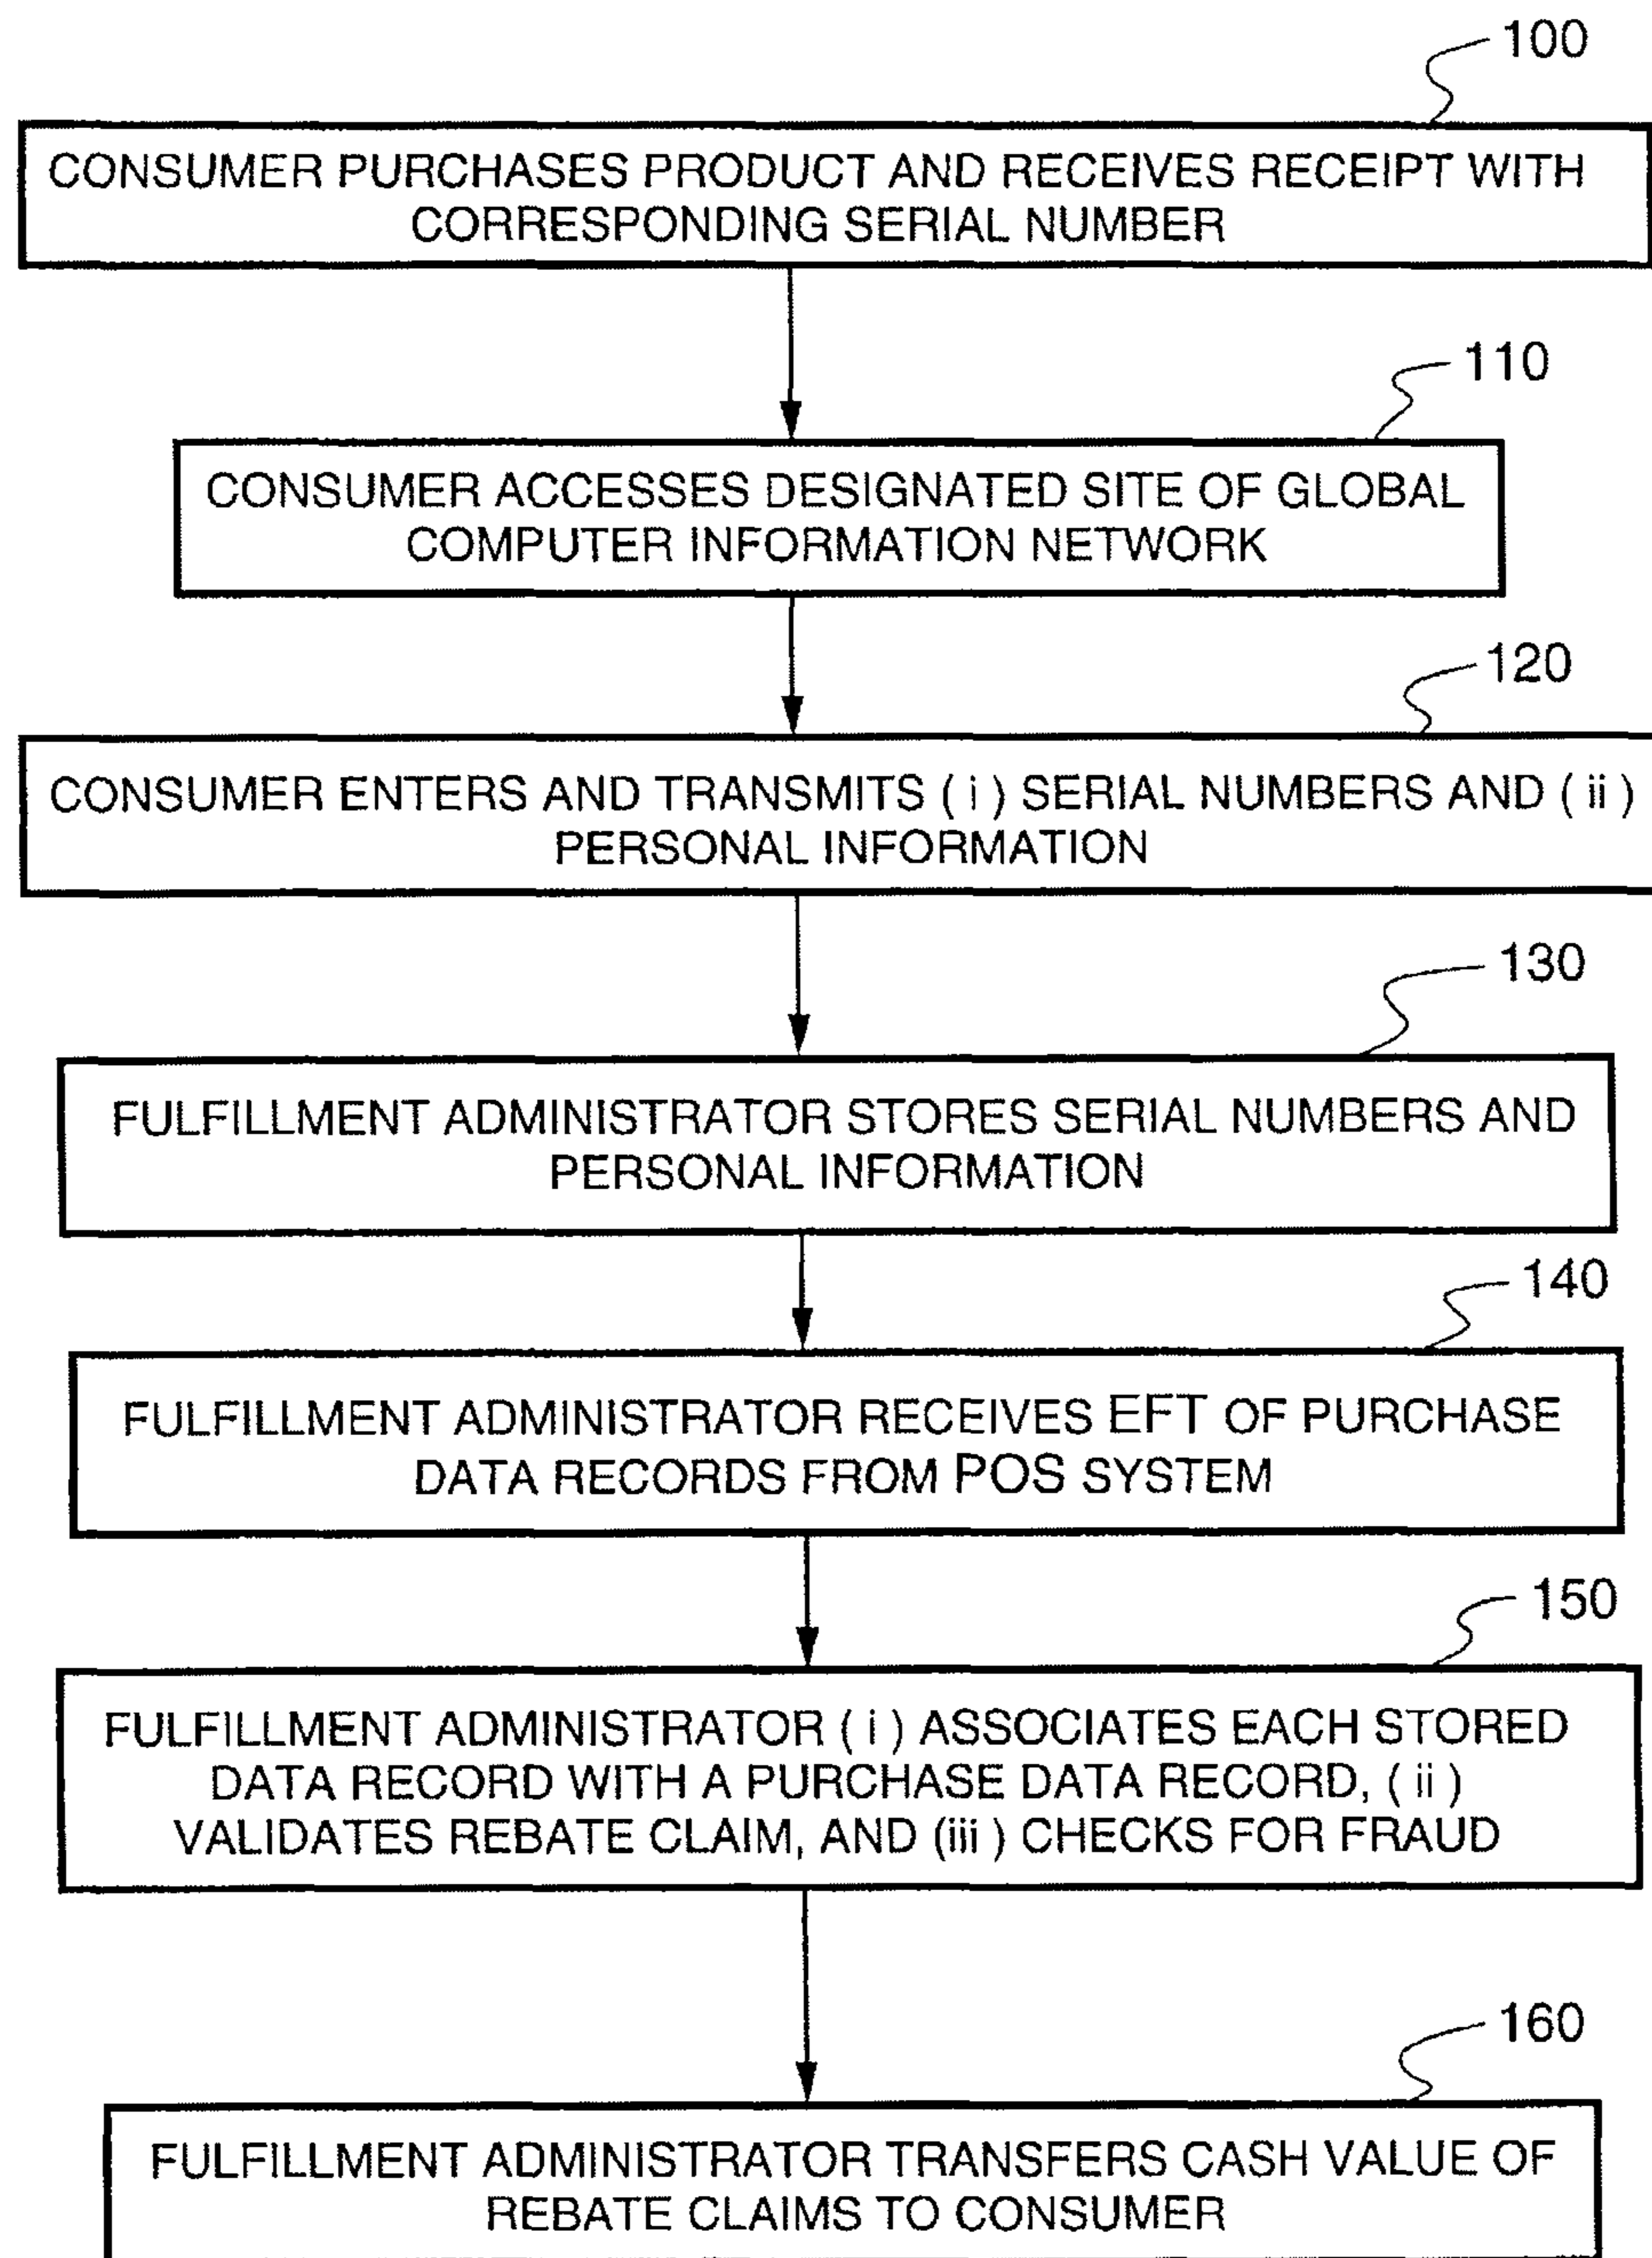 100
CONSUMER PURCHASES PRODUCT AND RECEIVES RECEIPT WITH
CORRESPONDING SERIAL NUMBER
110
CONSUMER ACCESSES DESIGNATED SITE OF GLOBAL
COMPUTER INFORMATION NETWORK
120
CONSUMER ENTERS AND TRANSMITS ( i ) SERIAL NUMBERS AND ( ii )
PERSONAL INFORMATION
130
FULFILLMENT ADMINISTRATOR STORES SERIAL NUMBERS AND
PERSONAL INFORMATION
140
FULFILLMENT ADMINISTRATOR RECEIVES EFT OF PURCHASE
DATA RECORDS FROM POS SYSTEM
150
FULFILLMENT ADMINISTRATOR ( i ) ASSOCIATES EACH STORED
DATA RECORD WITH A PURCHASE DATA RECORD, ( ii )
VALIDATES REBATE CLAIM, AND (iii ) CHECKS FOR FRAUD
160
FULFILLMENT ADMINISTRATOR TRANSFERS CASH VALUE OF
REBATE CLAIMS TO CONSUMER